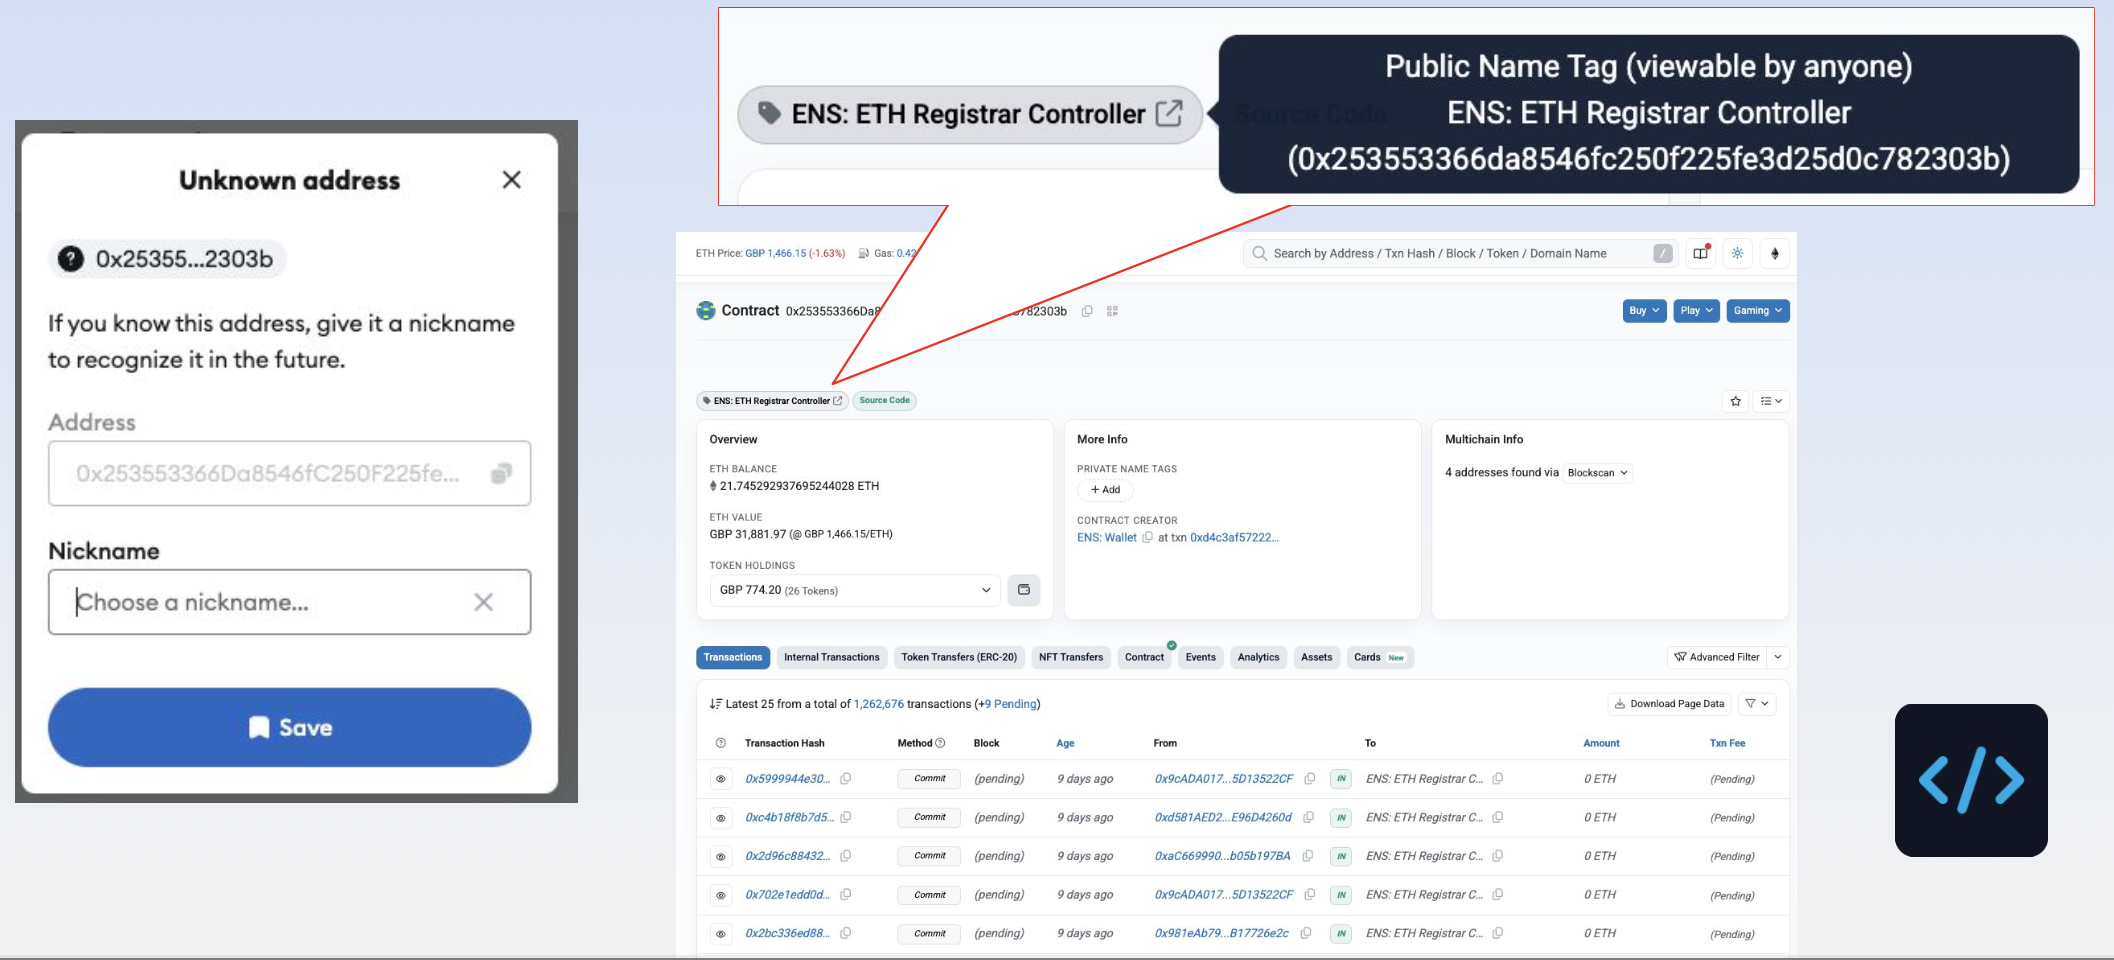 Public Name Tag (viewable by anyone)
ENS: ETH Registrar Controller
ENS: ETH Registrar Controller
(0x253553366da8546fc250f225fe3d25d0c782303b)
Source Code
Unknown address
0x25355...2303b
If you know this address, give it a nickname
to recognize it in the future.
Address
0x253553366Da8546fC250F225fe...
Nickname
Choose a nickname...
Save
ETH Price: GBP 1,466.15 (-1.63%) Gas: 0.42
Search by Address / Txn Hash / Block / Token / Domain Name /
Contract 0x253553366Da8 782303b
Buy Play Gaming
ENS: ETH Registrar Controller Source Code
Overview
ETH BALANCE
21.745292937695244028 ETH
ETH VALUE
GBP 31,881.97 (@ GBP 1,466.15/ETH)
TOKEN HOLDINGS
GBP 774.20 (26 Tokens)
More Info
PRIVATE NAME TAGS
+ Add
CONTRACT CREATOR
ENS: Wallet at txn 0xd4c3af57222...
Multichain Info
4 addresses found via Blockscan
Transactions Internal Transactions Token Transfers (ERC-20) NFT Transfers Contract Events Analytics Assets Cards New
Advanced Filter
Latest 25 from a total of 1,262,676 transactions (+9 Pending)
Download Page Data
Transaction Hash Method Block Age From To Amount Txn Fee
0x5999944e30... Commit (pending) 9 days ago 0x9cADA017...5D13522CF IN ENS: ETH Registrar C... 0 ETH (Pending)
0xc4b18f8b7d5... Commit (pending) 9 days ago 0xd581AED2...E96D4260d IN ENS: ETH Registrar C... 0 ETH (Pending)
0x2d96c88432... Commit (pending) 9 days ago 0xaC669990...b05b197BA IN ENS: ETH Registrar C... 0 ETH (Pending)
0x702e1edd0d... Commit (pending) 9 days ago 0x9cADA017...5D13522CF IN ENS: ETH Registrar C... 0 ETH (Pending)
0x2bc336ed88... Commit (pending) 9 days ago 0x981eAb79...B17726e2c IN ENS: ETH Registrar C... 0 ETH (Pending)